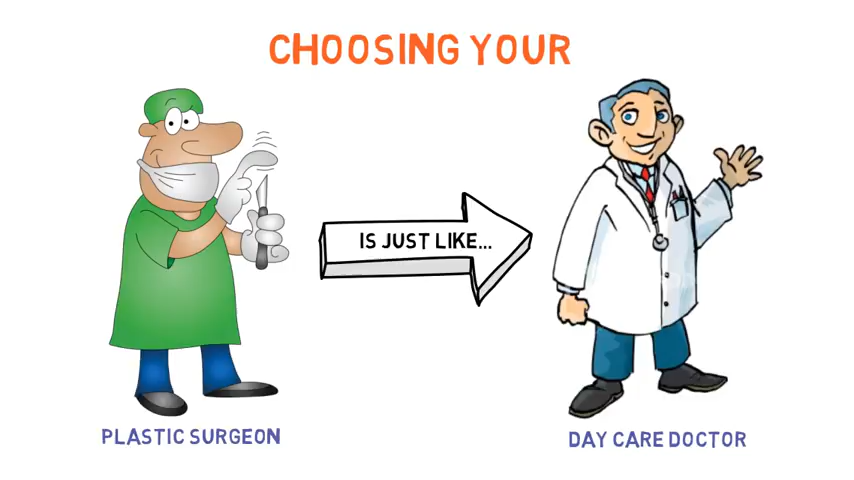 CHOOSING YOUR
IS JUST LIKE...
PLASTIC SURGEON
DAY CARE DOCTOR